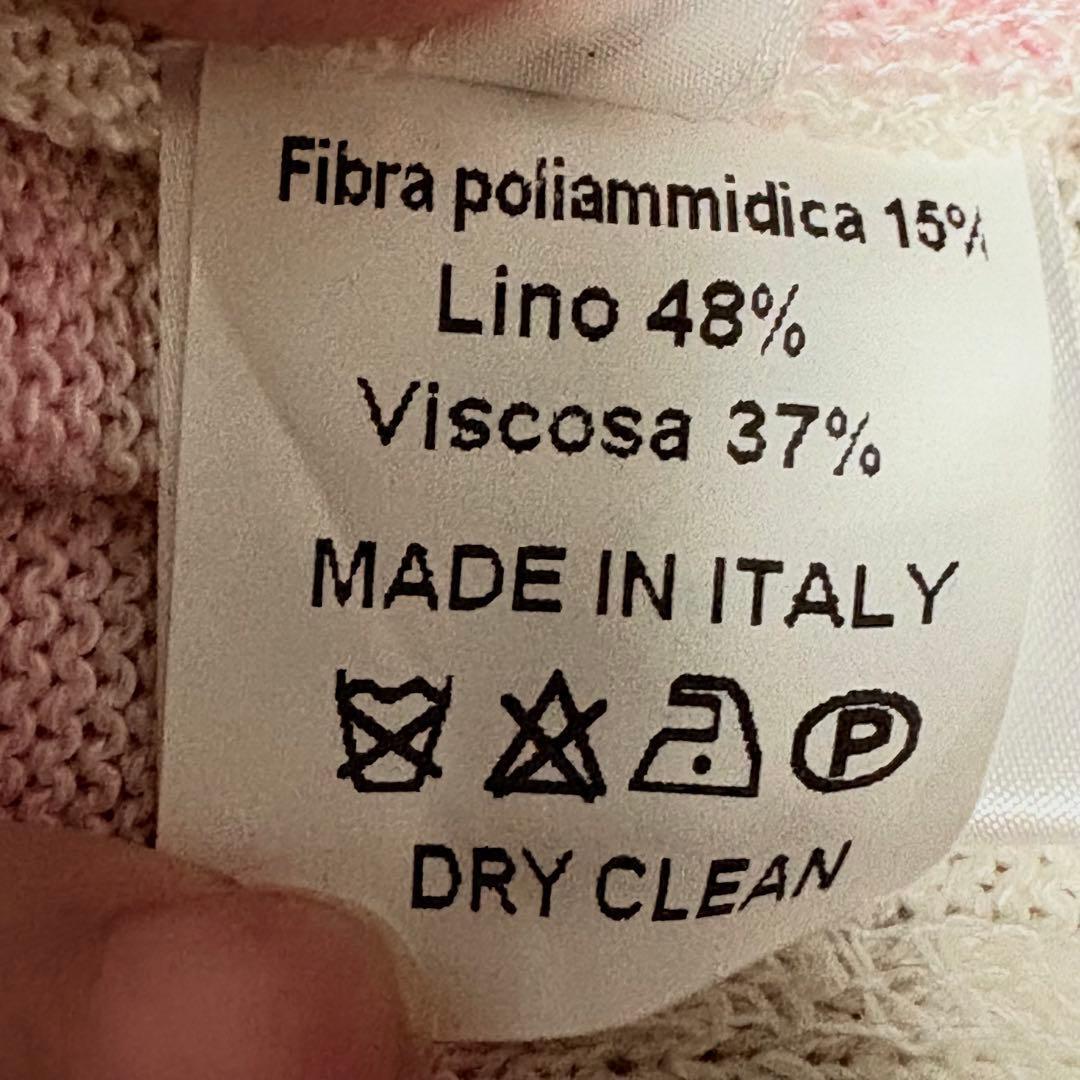 Fibra poliammidica 15%
Lino 48%
Viscosa 37%
MADE IN ITALY
P
DRY CLEAN